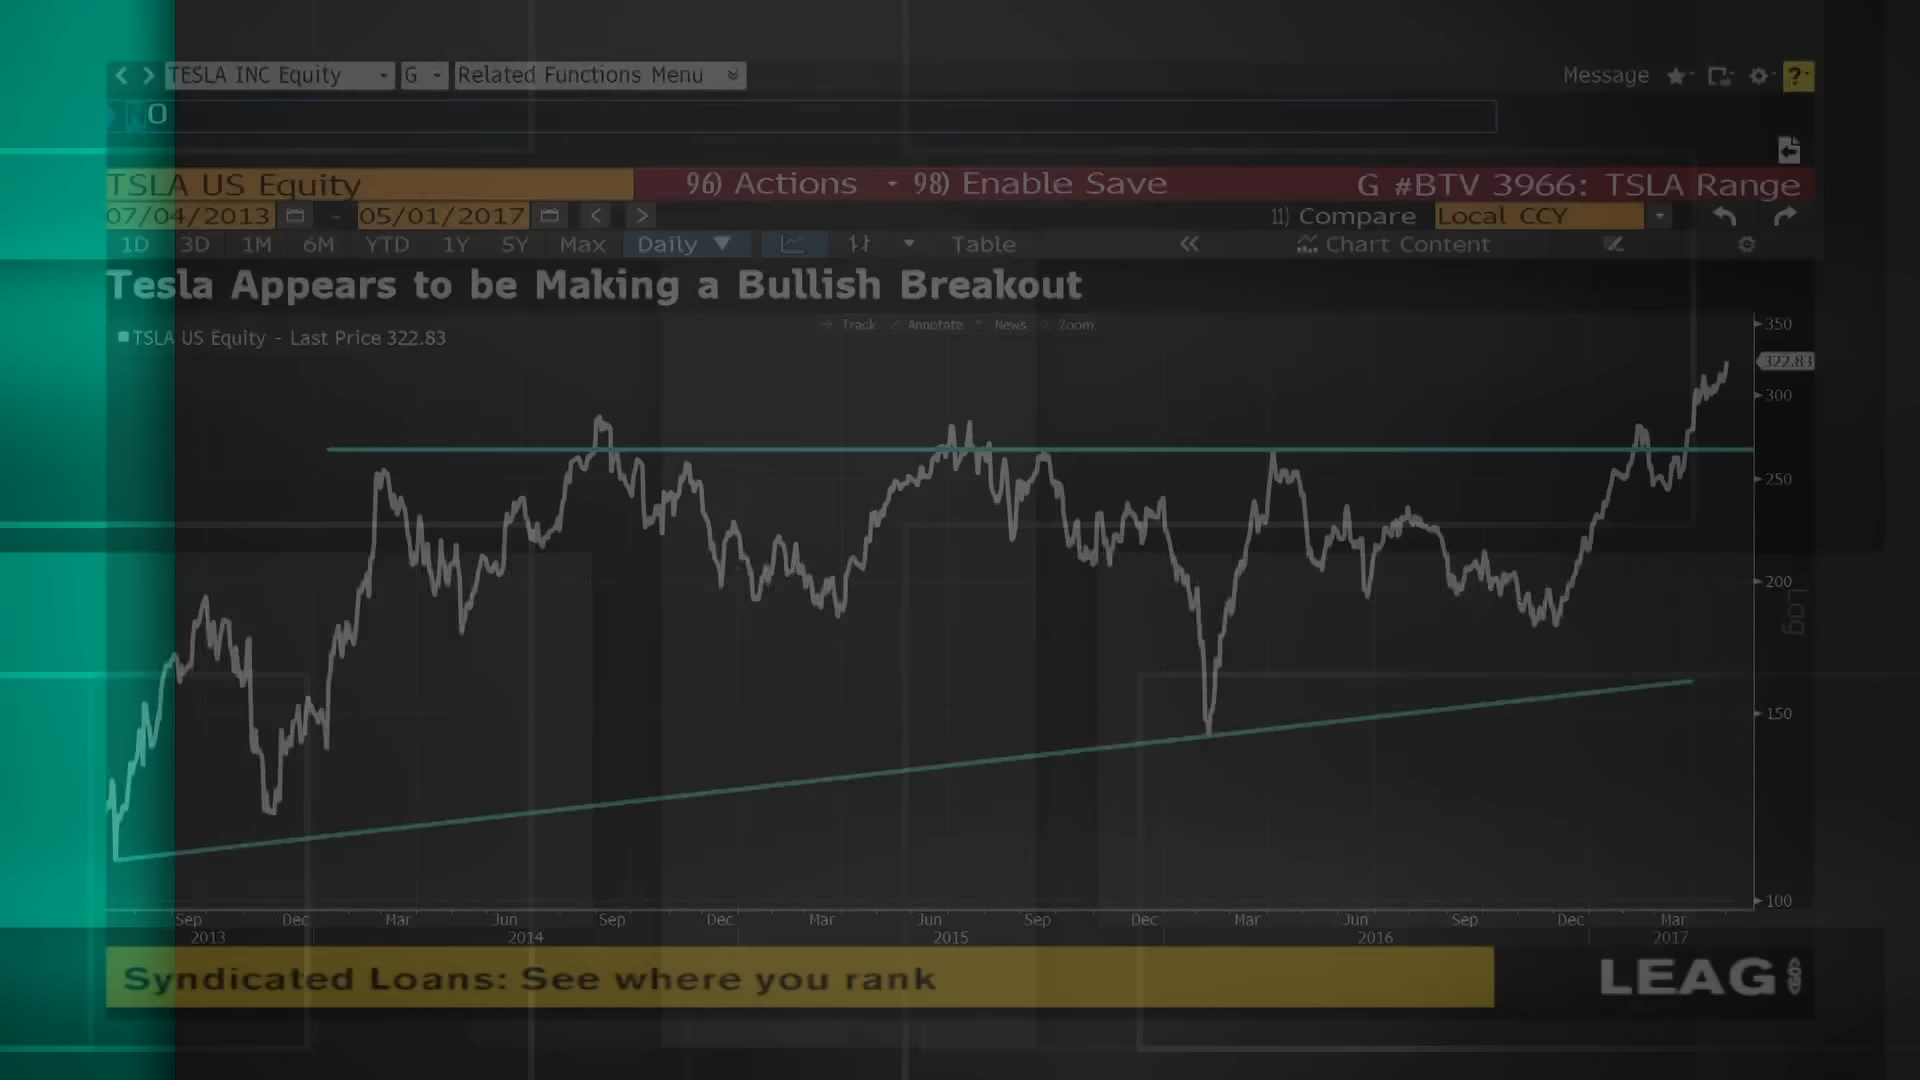 TESLA INC Equity G Related Functions Menu Message ?
O
TSLA US Equity 96) Actions 98) Enable Save G #BTV 3966: TSLA Range
07/04/2013 - 05/01/2017 11) Compare Local CCY
1D 3D 1M 6M YTD 1Y 5Y Max Daily Table Chart Content
Tesla Appears to be Making a Bullish Breakout
Track Annotate News Zoom
TSLA US Equity - Last Price 322.83
350
322.83
300
250
200
Log
150
100
Sep Dec Mar Jun Sep Dec Mar Jun Sep Dec Mar Jun Sep Dec Mar
2013 2014 2015 2016 2017
Syndicated Loans: See where you rank LEAG